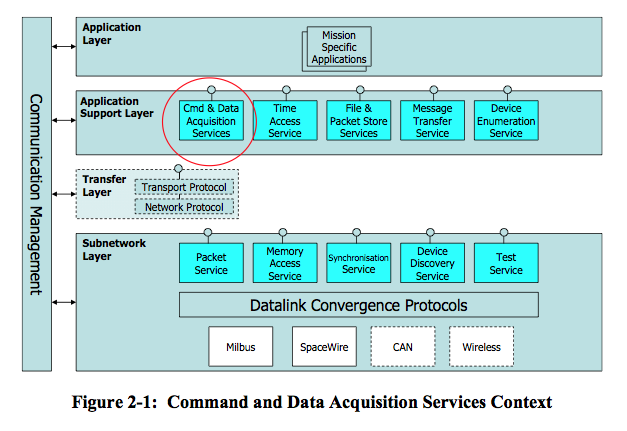 Communication Management
Application
Layer
Mission
Specific
Applications
Application
Support Layer
Cmd & Data
Acquisition
Services
Time
Access
Service
File &
Packet Store
Services
Message
Transfer
Service
Device
Enumeration
Service
Transfer
Layer
Transport Protocol
Network Protocol
Subnetwork
Layer
Packet
Service
Memory
Access
Service
Synchronisation
Service
Device
Discovery
Service
Test
Service
Datalink Convergence Protocols
Milbus
SpaceWire
CAN
Wireless
Figure 2-1: Command and Data Acquisition Services Context